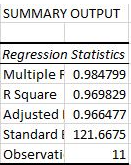 SUMMARY OUTPUT
Regression Statistics
Multiple F 0.984799
R Square 0.969829
Adjusted 0.966477
Standard E 121.6675
Observati 11